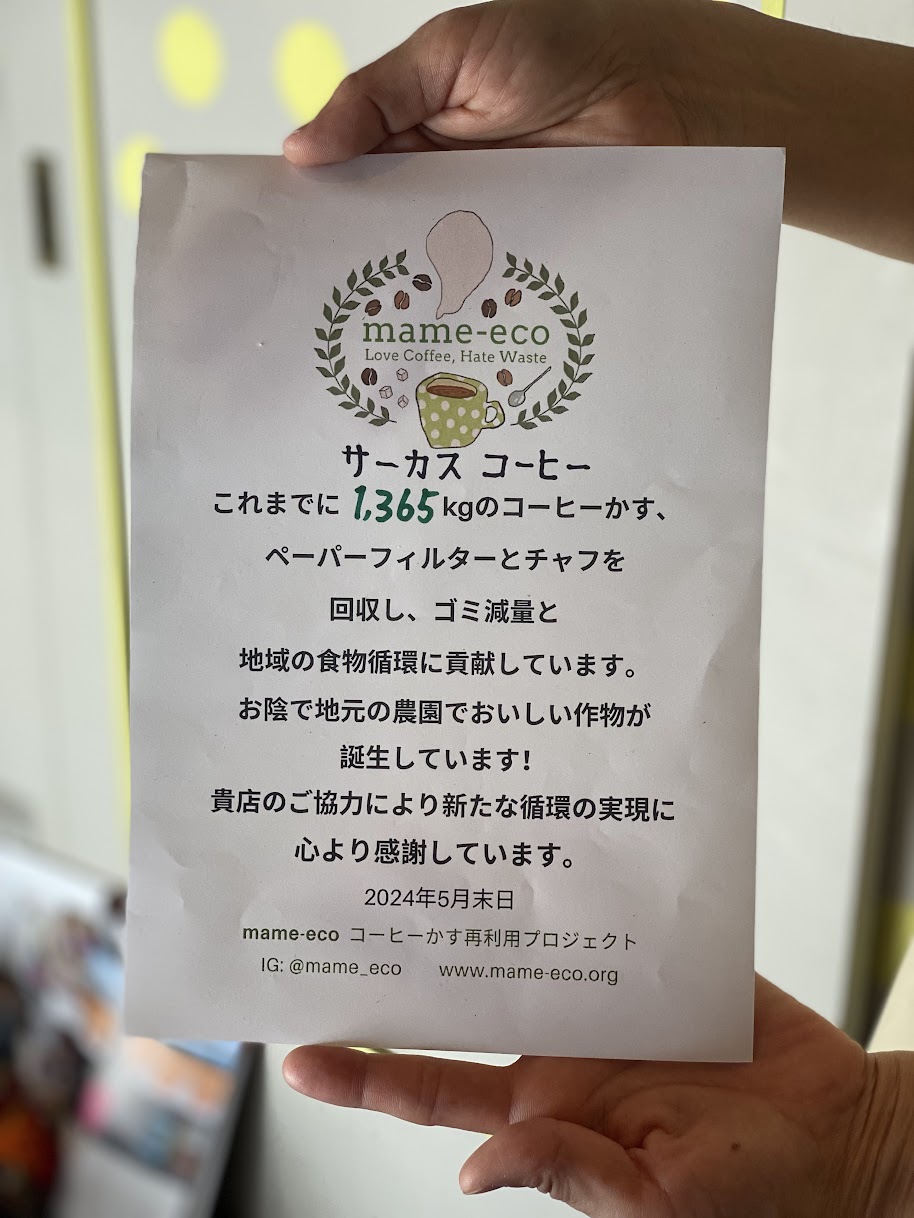 mame-eco
Love Coffee, Hate Waste
サーカス コーヒー
これまでに 1,365 kgのコーヒーかす、
ペーパーフィルターとチャフを
回収し、ゴミ減量と
地域の食物循環に貢献しています。
お陰で地元の農園でおいしい作物が
誕生しています!
貴店のご協力により新たな循環の実現に
心より感謝しています。
2024年5月末日
mame-eco コーヒーかす再利用プロジェクト
IG: @mame_eco www.mame-eco.org